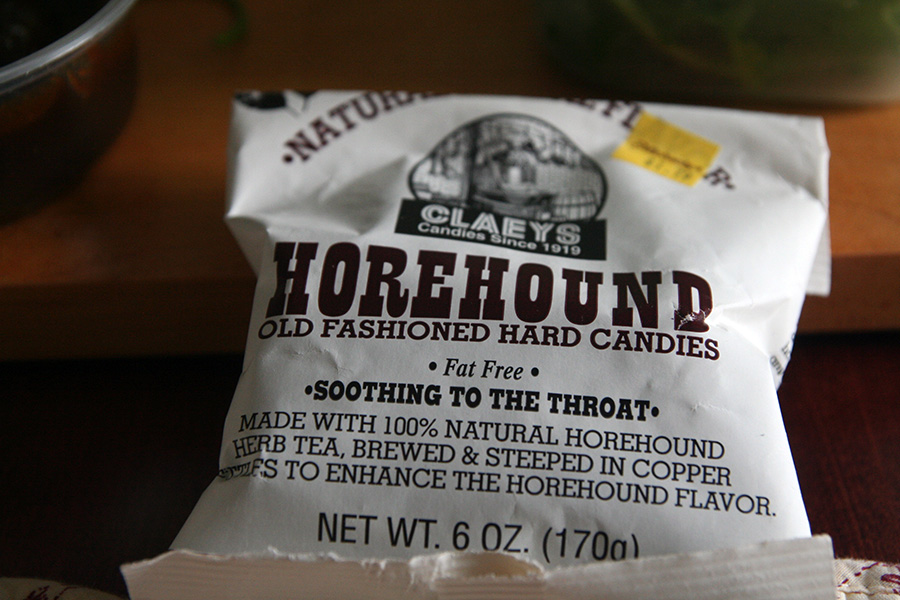 •NATURAL
CLAEYS
Candies Since 1919
HOREHOUND
OLD FASHIONED HARD CANDIES
• Fat Free •
•SOOTHING TO THE THROAT•
MADE WITH 100% NATURAL HOREHOUND
HERB TEA, BREWED & STEEPED IN COPPER
TO ENHANCE THE HOREHOUND FLAVOR.
NET WT. 6 OZ. (170g)